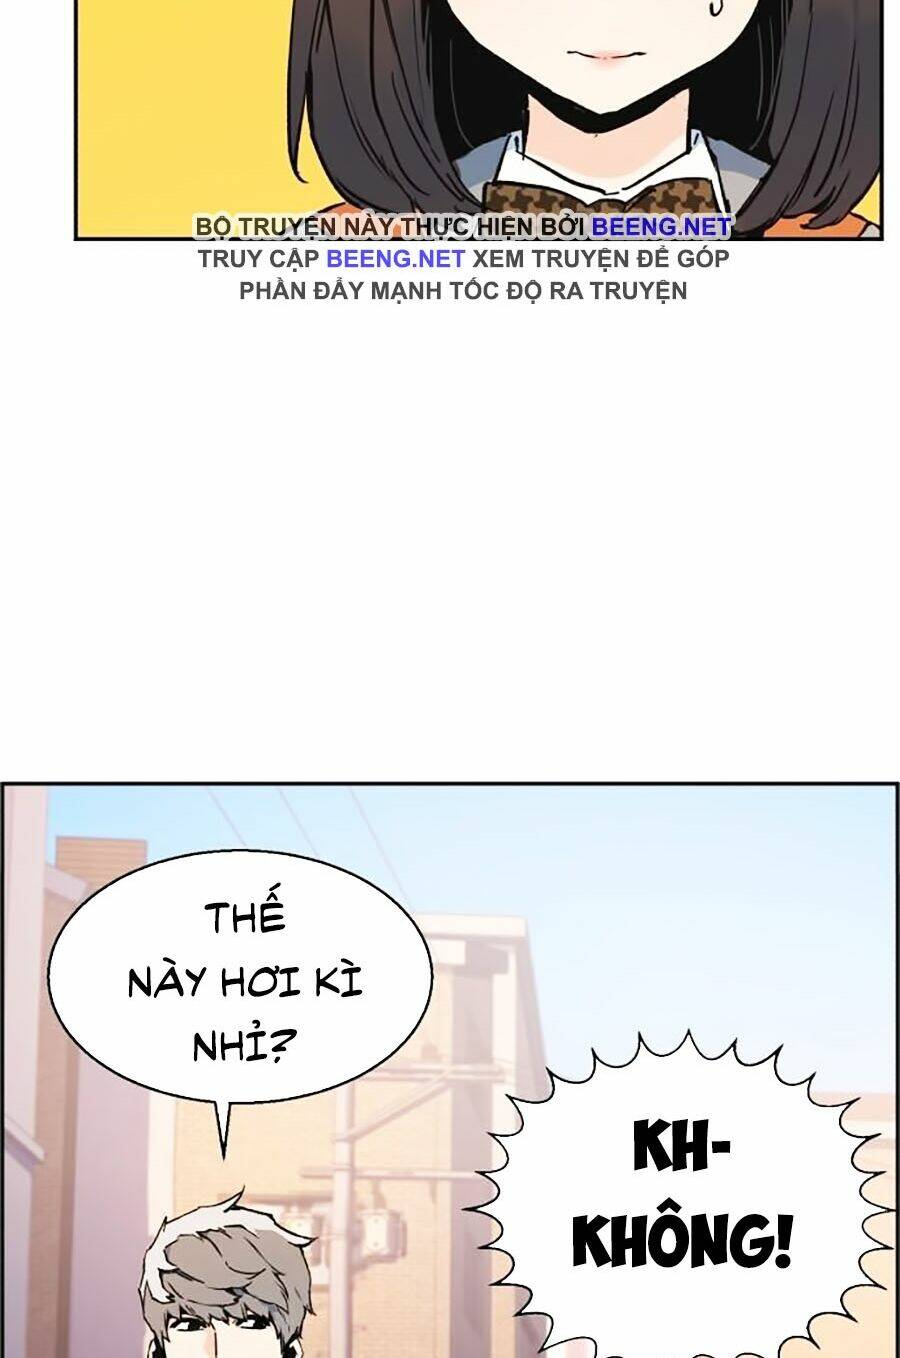 BỘ TRUYỆN NÀY THỰC HIỆN BỞI BEENG.NET
TRUY CẬP BEENG.NET XEM TRUYỆN ĐỂ GÓP
PHẦN ĐẨY MẠNH TỐC ĐỘ RA TRUYỆN
THẾ
NÀY HƠI KÌ
NHỈ?
KH-
KHÔNG!